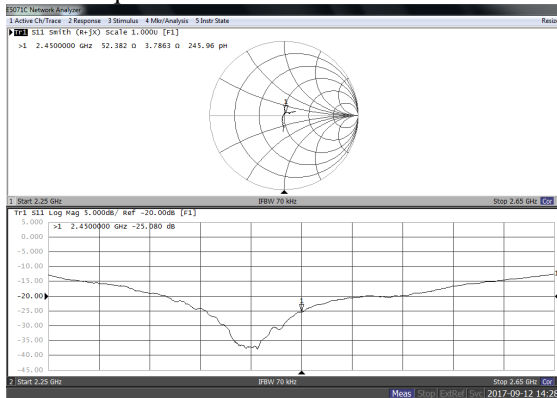 E5071C Network Analyzer
1 Active Ch/Trace 2 Response 3 Stimulus 4 Mkr/Analysis 5 Instr State
Tr1 S11 Smith (R+jX) Scale 1.000U [F1]
>1 2.4500000 GHz 52.382 Ω 3.7863 Ω 245.96 pH
1
1 Start 2.25 GHz IFBW 70 kHz Stop 2.65 GHz Cor
Tr1 S11 Log Mag 5.000dB/ Ref -20.00dB [F1]
5.000
>1 2.4500000 GHz -25.080 dB
0.000
-5.000
-10.00
-15.00
-20.00
1
-25.00
-30.00
-35.00
-40.00
-45.00
2 Start 2.25 GHz IFBW 70 kHz Stop 2.65 GHz Cor
Meas Stop ExtRef Svc 2017-09-12 14:28